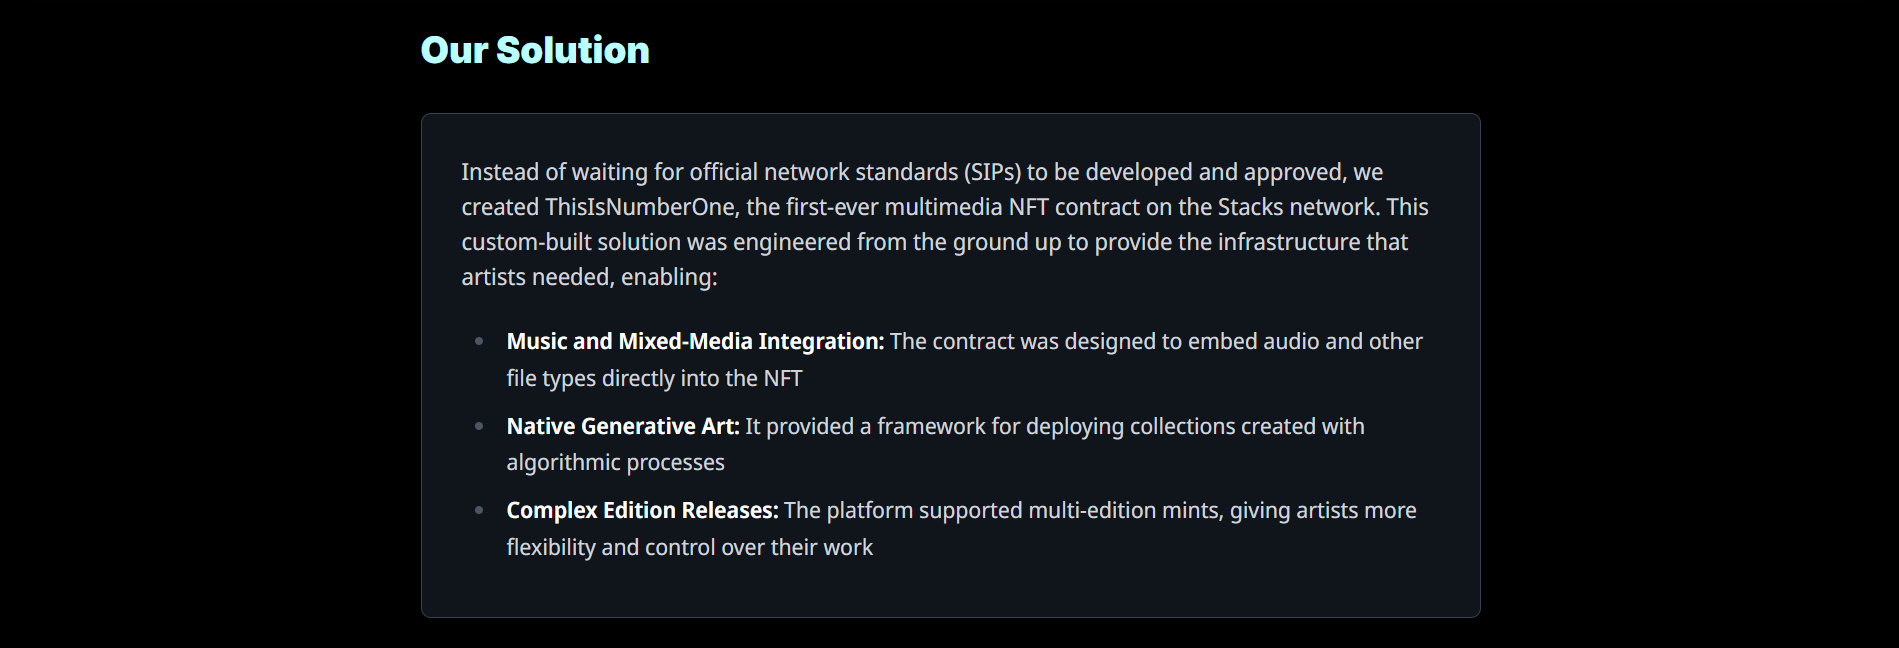 Our Solution
Instead of waiting for official network standards (SIPs) to be developed and approved, we
created ThisIsNumberOne, the first-ever multimedia NFT contract on the Stacks network. This
custom-built solution was engineered from the ground up to provide the infrastructure that
artists needed, enabling:
Music and Mixed-Media Integration: The contract was designed to embed audio and other
file types directly into the NFT
Native Generative Art: It provided a framework for deploying collections created with
algorithmic processes
Complex Edition Releases: The platform supported multi-edition mints, giving artists more
flexibility and control over their work